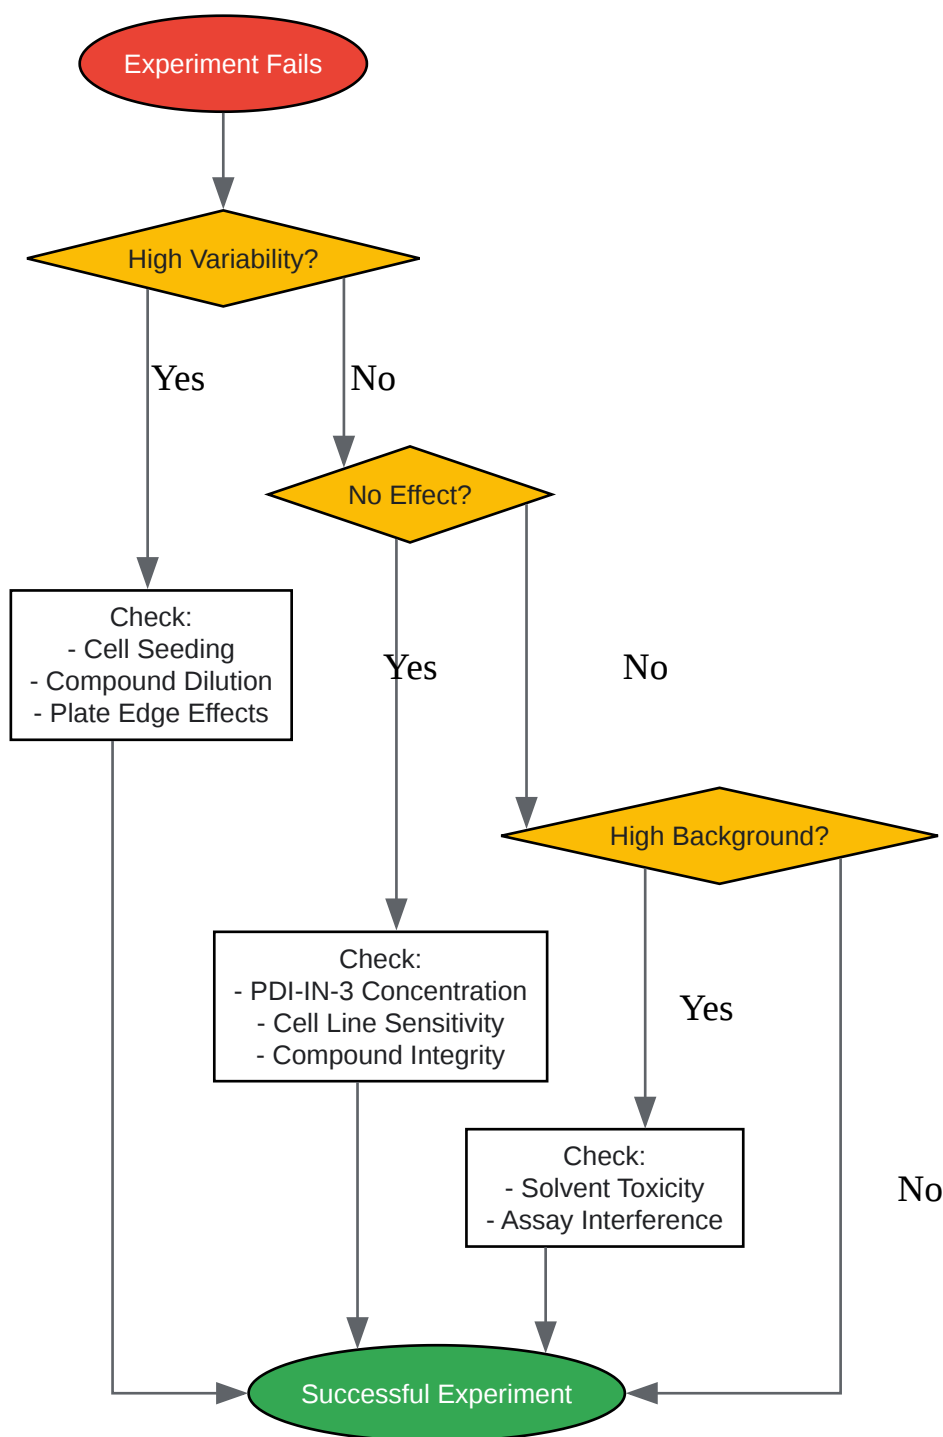 Experiment Fails
High Variability?
Yes
No
No Effect?
Check:
- Cell Seeding
- Compound Dilution
- Plate Edge Effects
Yes
No
High Background?
Check:
- PDI-IN-3 Concentration
- Cell Line Sensitivity
- Compound Integrity
Yes
Check:
- Solvent Toxicity
- Assay Interference
No
Successful Experiment